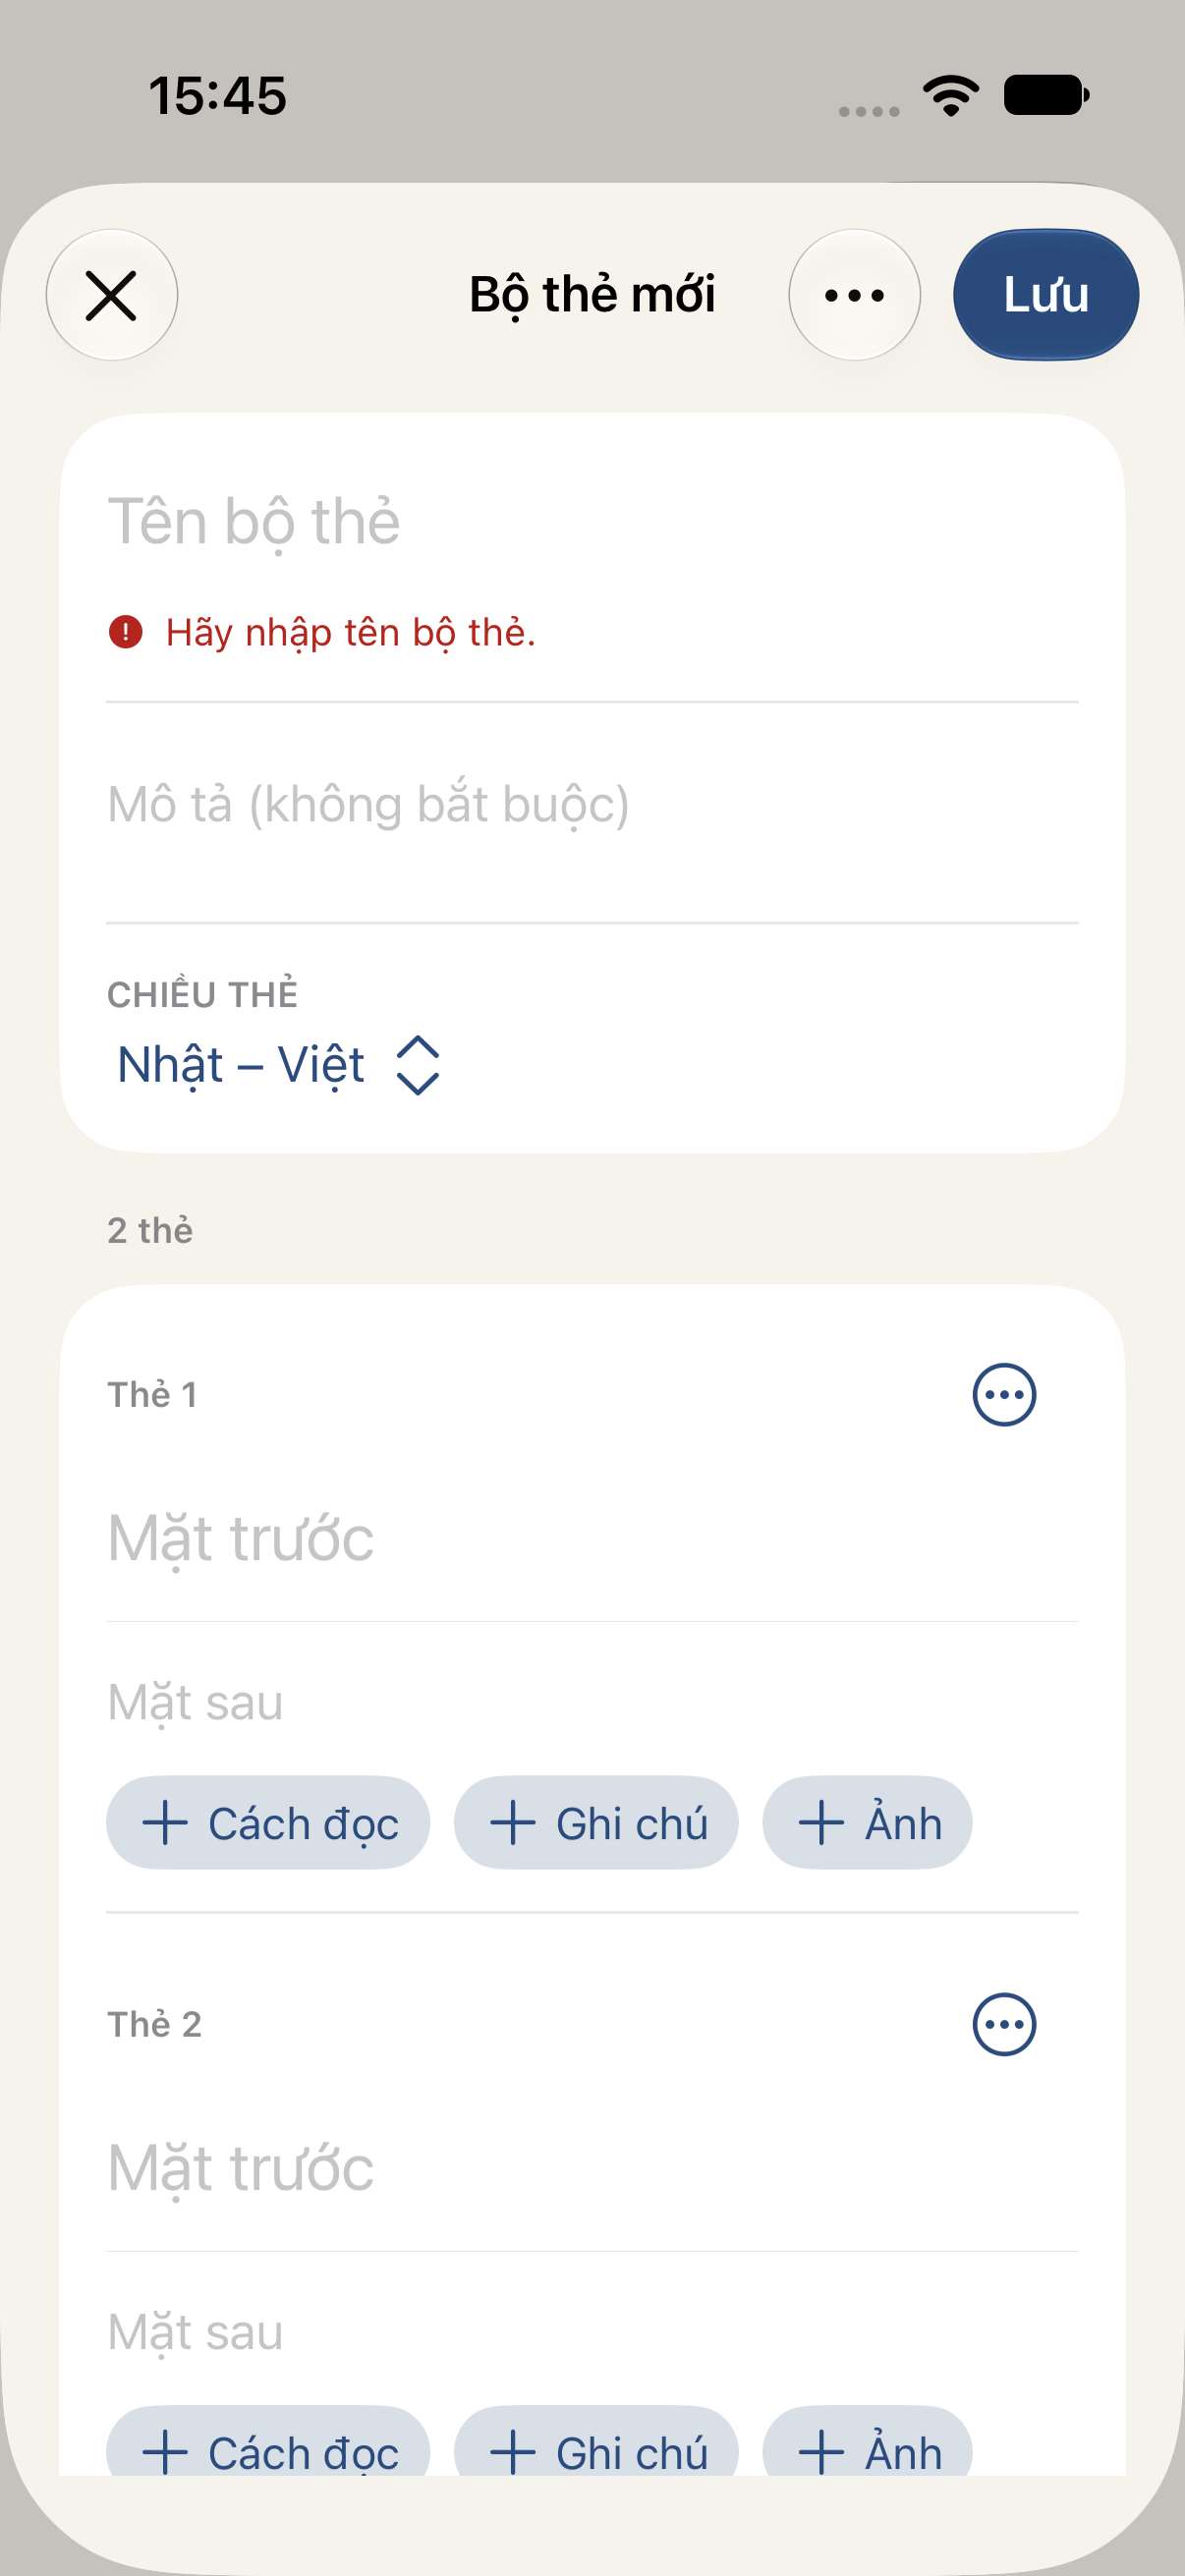 15:45
Bộ thẻ mới
Lưu
Tên bộ thẻ
Hãy nhập tên bộ thẻ.
Mô tả (không bắt buộc)
CHIỀU THẺ
Nhật – Việt
2 thẻ
Thẻ 1
Mặt trước
Mặt sau
Cách đọc
Ghi chú
Ảnh
Thẻ 2
Mặt trước
Mặt sau
Cách đọc
Ghi chú
Ảnh